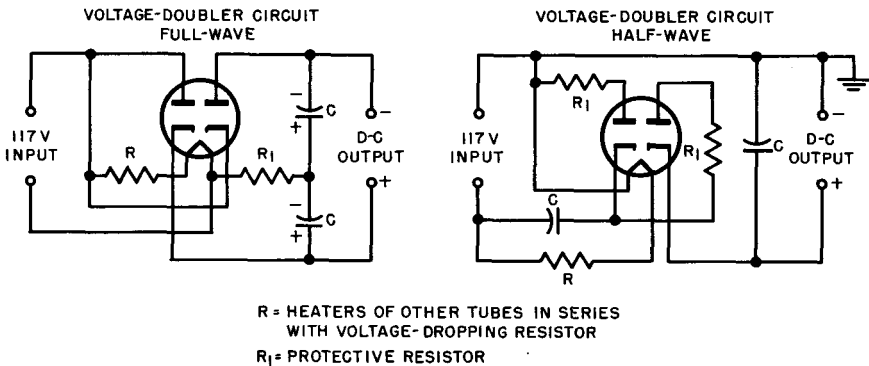 VOLTAGE-DOUBLER CIRCUIT
FULL-WAVE
117 V
INPUT
R
R1
−
+
C
−
+
C
−
D-C
OUTPUT
+
VOLTAGE-DOUBLER CIRCUIT
HALF-WAVE
117 V
INPUT
R1
R1
C
R
C
−
D-C
OUTPUT
+
R = HEATERS OF OTHER TUBES IN SERIES
WITH VOLTAGE-DROPPING RESISTOR
R1 = PROTECTIVE RESISTOR